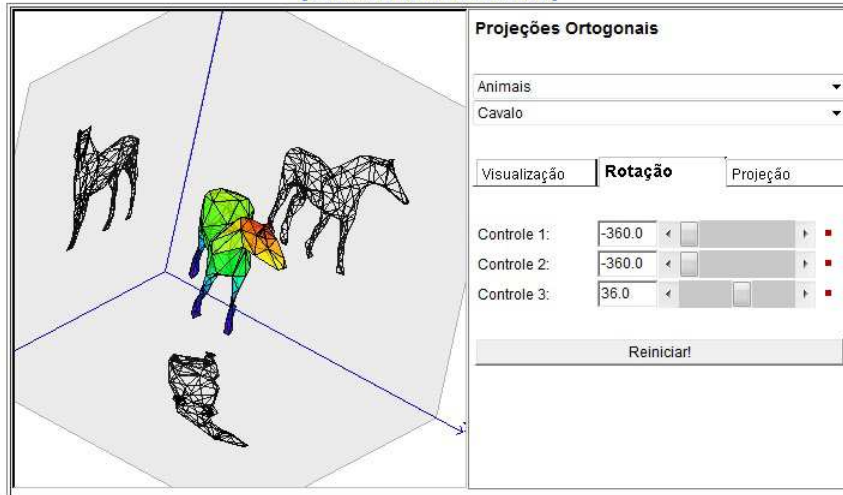 Projeções Ortogonais
Animais
Cavalo
Visualização Rotação Projeção
Controle 1: -360.0
Controle 2: -360.0
Controle 3: 36.0
Reiniciar!